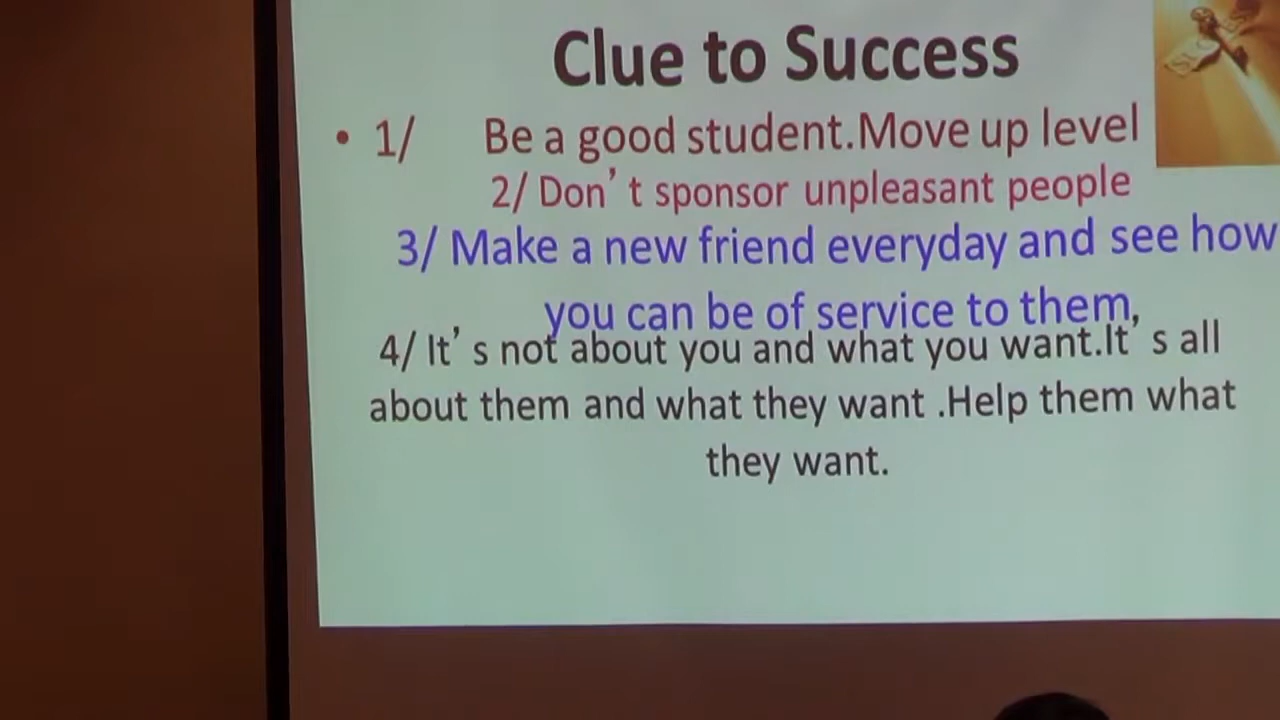 Clue to Success
• 1/ Be a good student.Move up level
2/ Don't sponsor unpleasant people
3/ Make a new friend everyday and see how
you can be of service to them,
4/ It's not about you and what you want.It's all
about them and what they want .Help them what
they want.